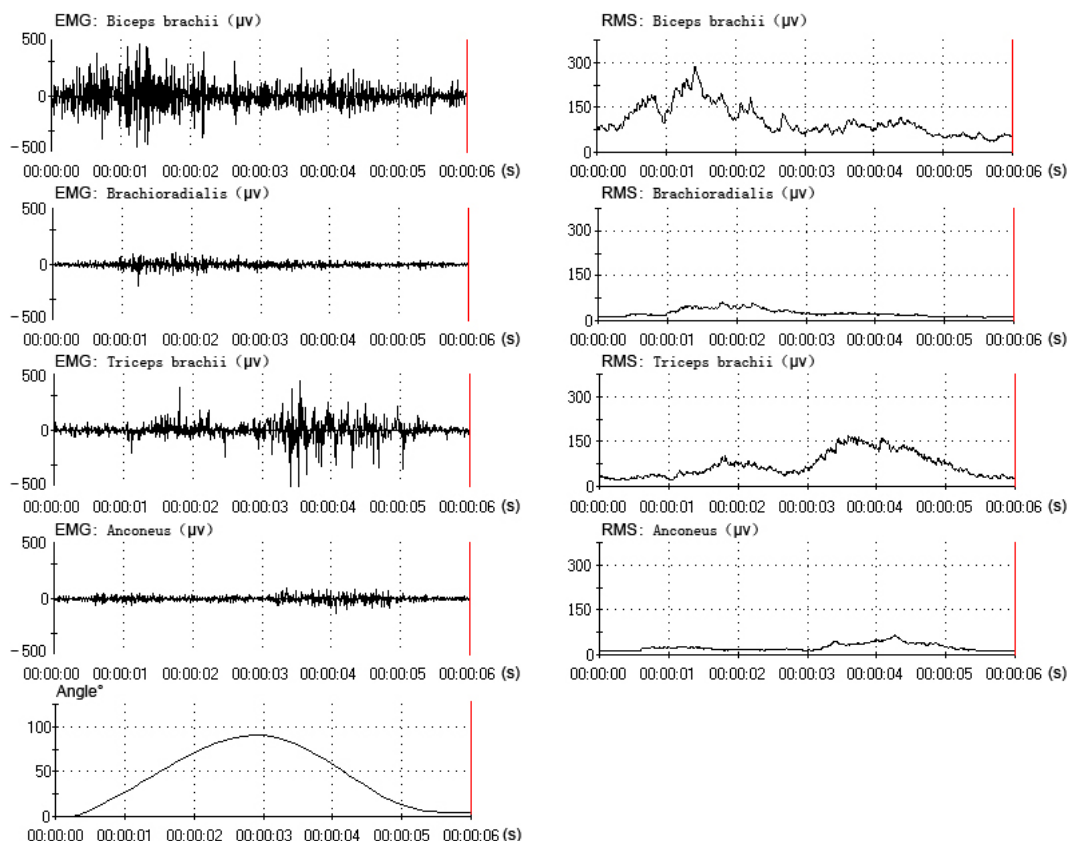 EMG: Biceps brachii (μv)
500
0
-500
00:00:00 00:00:01 00:00:02 00:00:03 00:00:04 00:00:05 00:00:06 (s)
RMS: Biceps brachii (μv)
300
150
0
00:00:00 00:00:01 00:00:02 00:00:03 00:00:04 00:00:05 00:00:06 (s)
EMG: Brachioradialis (μv)
500
0
-500
00:00:00 00:00:01 00:00:02 00:00:03 00:00:04 00:00:05 00:00:06 (s)
RMS: Brachioradialis (μv)
300
150
0
00:00:00 00:00:01 00:00:02 00:00:03 00:00:04 00:00:05 00:00:06 (s)
EMG: Triceps brachii (μv)
500
0
-500
00:00:00 00:00:01 00:00:02 00:00:03 00:00:04 00:00:05 00:00:06 (s)
RMS: Triceps brachii (μv)
300
150
0
00:00:00 00:00:01 00:00:02 00:00:03 00:00:04 00:00:05 00:00:06 (s)
EMG: Anconeus (μv)
500
0
-500
00:00:00 00:00:01 00:00:02 00:00:03 00:00:04 00:00:05 00:00:06 (s)
RMS: Anconeus (μv)
300
150
0
00:00:00 00:00:01 00:00:02 00:00:03 00:00:04 00:00:05 00:00:06 (s)
Angle°
100
50
0
00:00:00 00:00:01 00:00:02 00:00:03 00:00:04 00:00:05 00:00:06 (s)